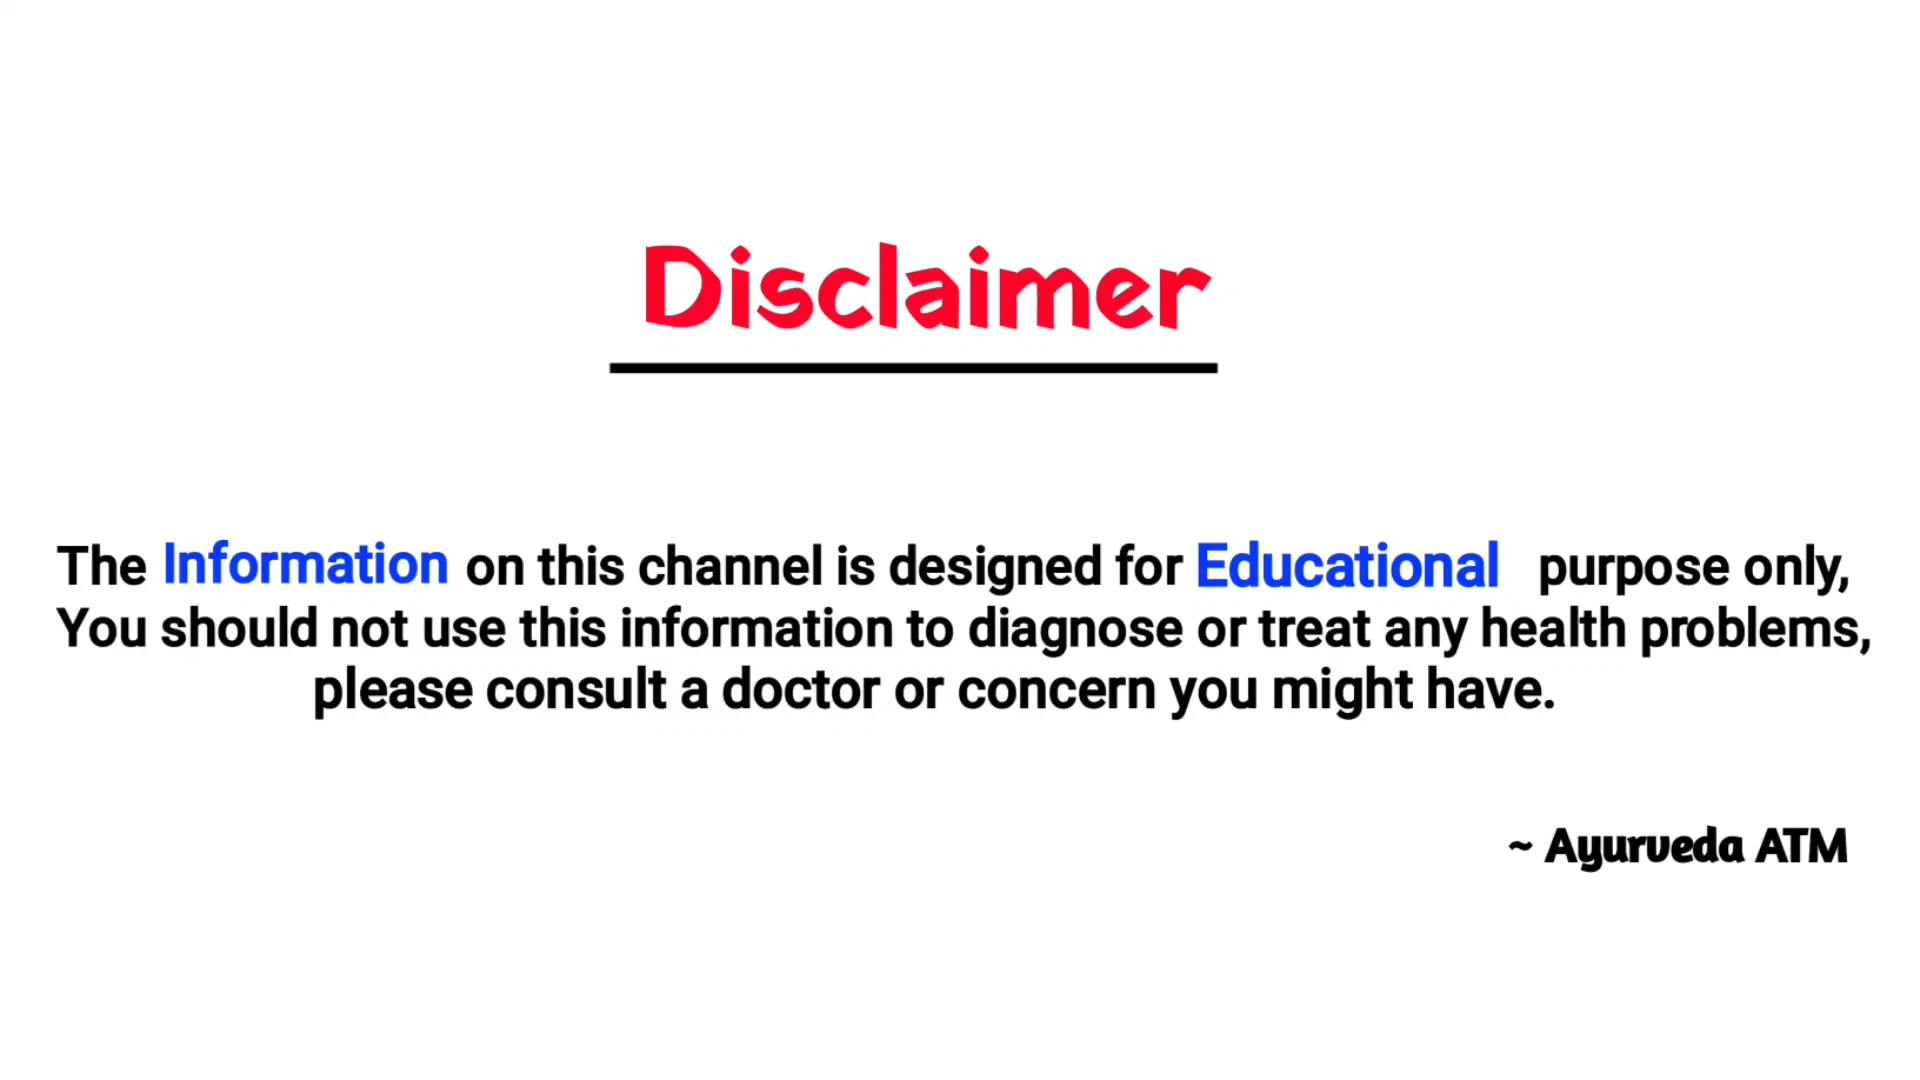 Disclaimer
The Information on this channel is designed for Educational purpose only,
You should not use this information to diagnose or treat any health problems,
please consult a doctor or concern you might have.
~ Ayurveda ATM